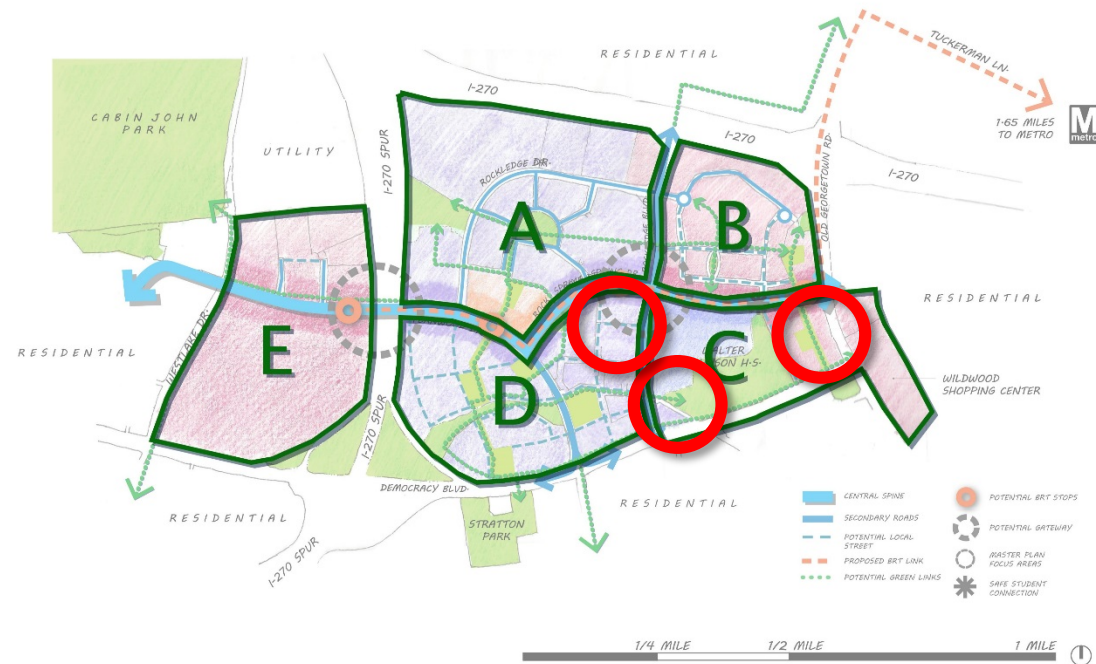 RESIDENTIAL
TUCKERMAN LN.
I-270
CABIN JOHN
PARK
UTILITY
I-270 SPUR
ROCKLEDGE DR.
I-270
I-270
1.65 MILES
TO METRO
M
metro
OLD GEORGETOWN RD
A
B
RESIDENTIAL
WESTLAKE DR.
RESIDENTIAL
E
D
C
WILDWOOD
SHOPPING CENTER
I-270 SPUR
DEMOCRACY BLVD.
RESIDENTIAL
RESIDENTIAL
STRATTON
PARK
I-270 SPUR
CENTRAL SPINE
SECONDARY ROADS
POTENTIAL LOCAL
STREET
PROPOSED BRT LINK
POTENTIAL GREEN LINKS
POTENTIAL BRT STOPS
POTENTIAL GATEWAY
MASTER PLAN
FOCUS AREAS
SAFE STUDENT
CONNECTION
1/4 MILE
1/2 MILE
1 MILE